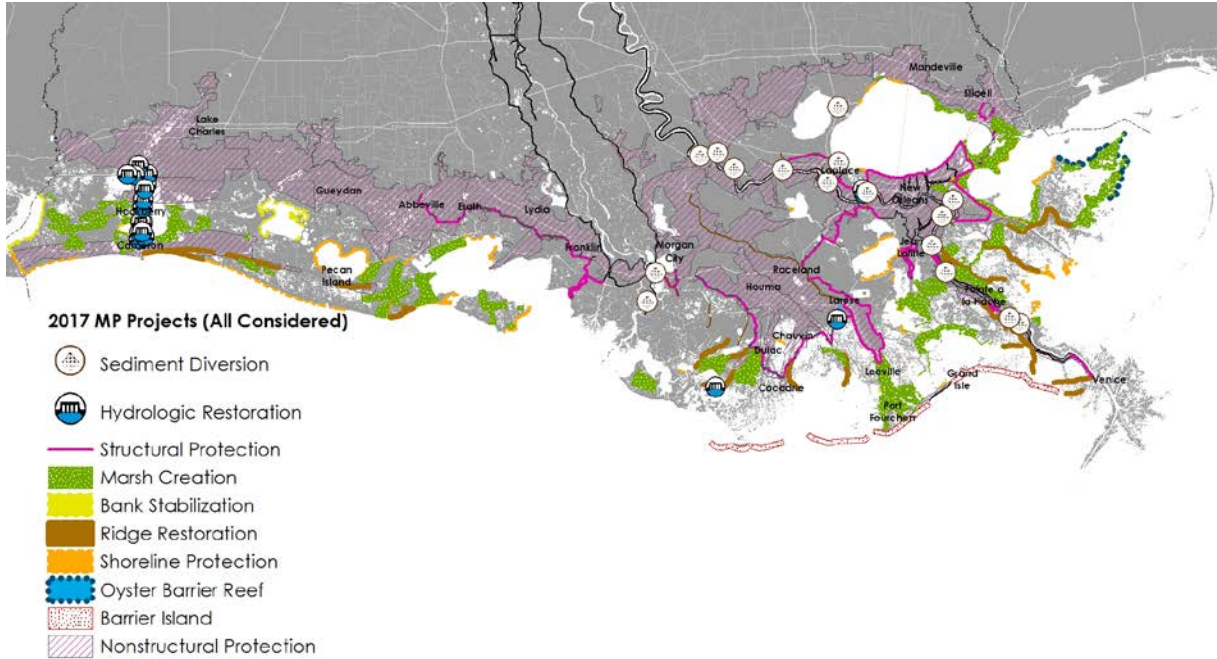 Mandeville
Slidell
Lake
Charles
Laplace
Gueydan
New
Orleans
Abbeville
Erath
Lydia
Hackberry
Franklin
Morgan
City
Jean
Lafitte
Cameron
Raceland
Pecan
Island
Houma
Pointe a
la Hache
Larose
Chauvin
Dulac
Leeville
Grand
Isle
Venice
Cocodrie
Port
Fourchon
2017 MP Projects (All Considered)
Sediment Diversion
Hydrologic Restoration
Structural Protection
Marsh Creation
Bank Stabilization
Ridge Restoration
Shoreline Protection
Oyster Barrier Reef
Barrier Island
Nonstructural Protection